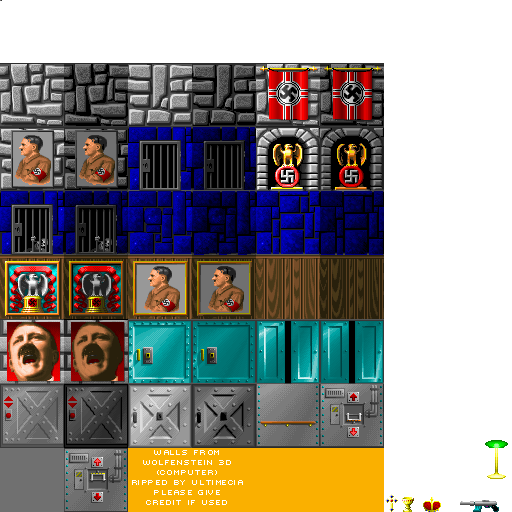 WALLS FROM
WOLFENSTEIN 3D
(COMPUTER)
RIPPED BY ULTIMECIA
PLEASE GIVE
CREDIT IF USED